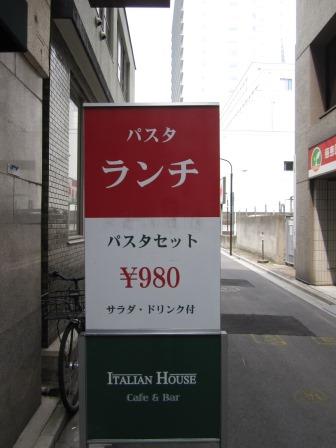 パスタ
ランチ
パスタセット
¥980
サラダ・ドリンク付
ITALIAN HOUSE
Cafe & Bar